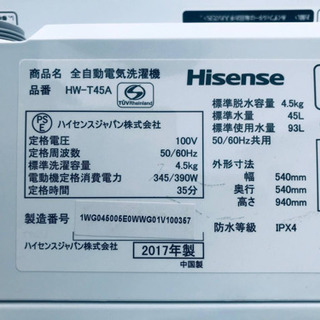 商品名 全自動電気洗濯機
品番 HW-T45A
TÜVRheinland
Hisense
PS
E
ハイセンスジャパン株式会社
定格電圧 100V
定格周波数 50/60Hz
標準洗濯容量 4.5kg
電動機定格消費電力 345/390W
定格時間 35分
製造番号 1WG045005E0WWG01V100357
ハイセンスジャパン株式会社
2017年製
中国製
標準脱水容量 4.5kg
標準水量 45L
標準使用水量 93L
50/60Hz共用
外形寸法
幅 540mm
奥行 540mm
高さ 940mm
防水等級 IPX4